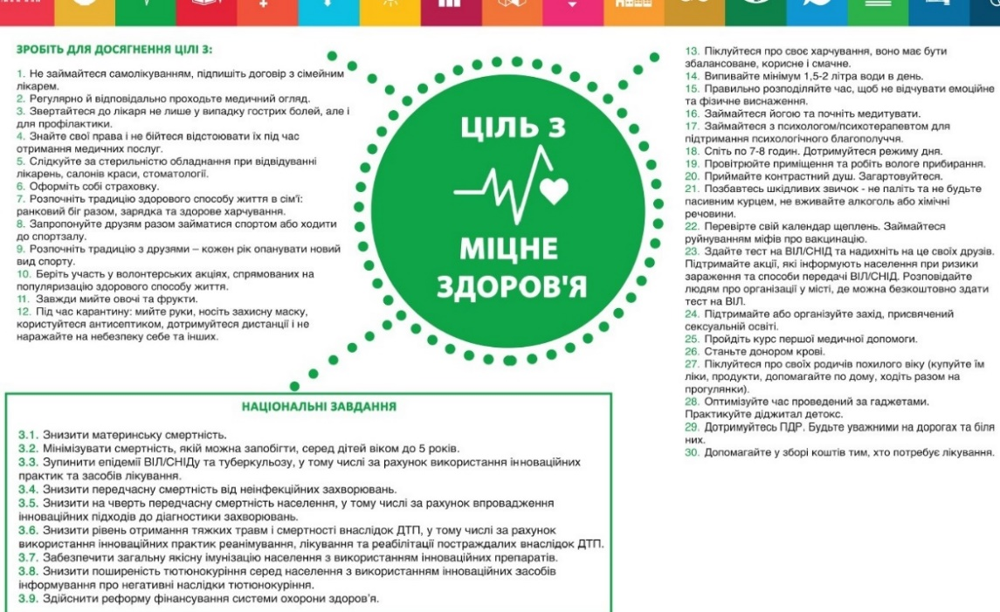 ЗРОБІТЬ ДЛЯ ДОСЯГНЕННЯ ЦІЛІ 3:
1. Не займайтеся самолікуванням, підпишіть договір з сімейним
лікарем.
2. Регулярно й відповідально проходьте медичний огляд.
3. Звертайтеся до лікаря не лише у випадку гострих болей, але і
для профілактики.
4. Знайте свої права і не бійтеся відстоювати їх під час
отримання медичних послуг.
5. Слідкуйте за стерильністю обладнання при відвідуванні
лікарень, салонів краси, стоматології.
6. Оформіть собі страховку.
7. Розпочніть традицію здорового способу життя в сім'ї:
ранковий біг разом, зарядка та здорове харчування.
8. Запропонуйте друзям разом займатися спортом або ходити
до спортзалу.
9. Розпочніть традицію з друзями – кожен рік опанувати новий
вид спорту.
10. Беріть участь у волонтерських акціях, спрямованих на
популяризацію здорового способу життя.
11. Завжди мийте овочі та фрукти.
12. Під час карантину: мийте руки, носіть захисну маску,
користуйтеся антисептиком, дотримуйтеся дистанції і не
наражайте на небезпеку себе та інших.
ЦІЛЬ 3
МІЦНЕ
ЗДОРОВ'Я
13. Піклуйтеся про своє харчування, воно має бути
збалансоване, корисне і смачне.
14. Випивайте мінімум 1,5-2 літра води в день.
15. Правильно розподіляйте час, щоб не відчувати емоційне
та фізичне виснаження.
16. Займайтеся йогою та почніть медитувати.
17. Займайтеся з психологом/психотерапевтом для
підтримання психологічного благополуччя.
18. Спіть по 7-8 годин. Дотримуйтеся режиму дня.
19. Провітрюйте приміщення та робіть вологе прибирання.
20. Приймайте контрастний душ. Загартовуйтеся.
21. Позбавтесь шкідливих звичок - не паліть та не будьте
пасивним курцем, не вживайте алкоголь або хімічні
речовини.
22. Перевірте свій календар щеплень. Займайтеся
руйнуванням міфів про вакцинацію.
23. Здайте тест на ВІЛ/СНІД та надихніть на це своїх друзів.
Підтримайте акції, які інформують населення при ризики
зараження та способи передачі ВІЛ/СНІД. Розповідайте
людям про організації у місті, де можна безкоштовно здати
тест на ВІЛ.
24. Підтримайте або організуйте захід, присвячений
сексуальній освіті.
25. Пройдіть курс першої медичної допомоги.
26. Станьте донором крові.
27. Піклуйтеся про своїх родичів похилого віку (купуйте їм
ліки, продукти, допомагайте по дому, ходіть разом на
прогулянки).
28. Оптимізуйте час проведений за гаджетами.
Практикуйте діджитал детокс.
29. Дотримуйтесь ПДР. Будьте уважними на дорогах та біля
них.
30. Допомагайте у зборі коштів тим, хто потребує лікування.
НАЦІОНАЛЬНІ ЗАВДАННЯ
3.1. Знизити материнську смертність.
3.2. Мінімізувати смертність, якій можна запобігти, серед дітей віком до 5 років.
3.3. Зупинити епідемії ВІЛ/СНІДу та туберкульозу, у тому числі за рахунок використання інноваційних
практик та засобів лікування.
3.4. Знизити передчасну смертність від неінфекційних захворювань.
3.5. Знизити на чверть передчасну смертність населення, у тому числі за рахунок впровадження
інноваційних підходів до діагностики захворювань.
3.6. Знизити рівень отримання тяжких травм і смертності внаслідок ДТП, у тому числі за рахунок
використання інноваційних практик реанімування, лікування та реабілітації постраждалих внаслідок ДТП.
3.7. Забезпечити загальну якісну імунізацію населення з використанням інноваційних препаратів.
3.8. Знизити поширеність тютюнокуріння серед населення з використанням інноваційних засобів
інформування про негативні наслідки тютюнокуріння.
3.9. Здійснити реформу фінансування системи охорони здоров'я.